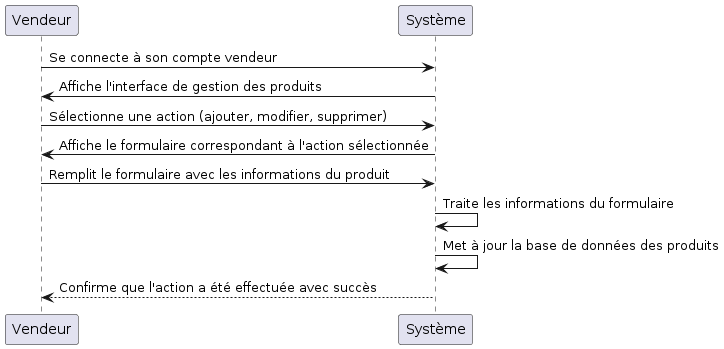 Vendeur
Système
Se connecte à son compte vendeur
Affiche l'interface de gestion des produits
Sélectionne une action (ajouter, modifier, supprimer)
Affiche le formulaire correspondant à l'action sélectionnée
Remplit le formulaire avec les informations du produit
Traite les informations du formulaire
Met à jour la base de données des produits
Confirme que l'action a été effectuée avec succès
Vendeur
Système